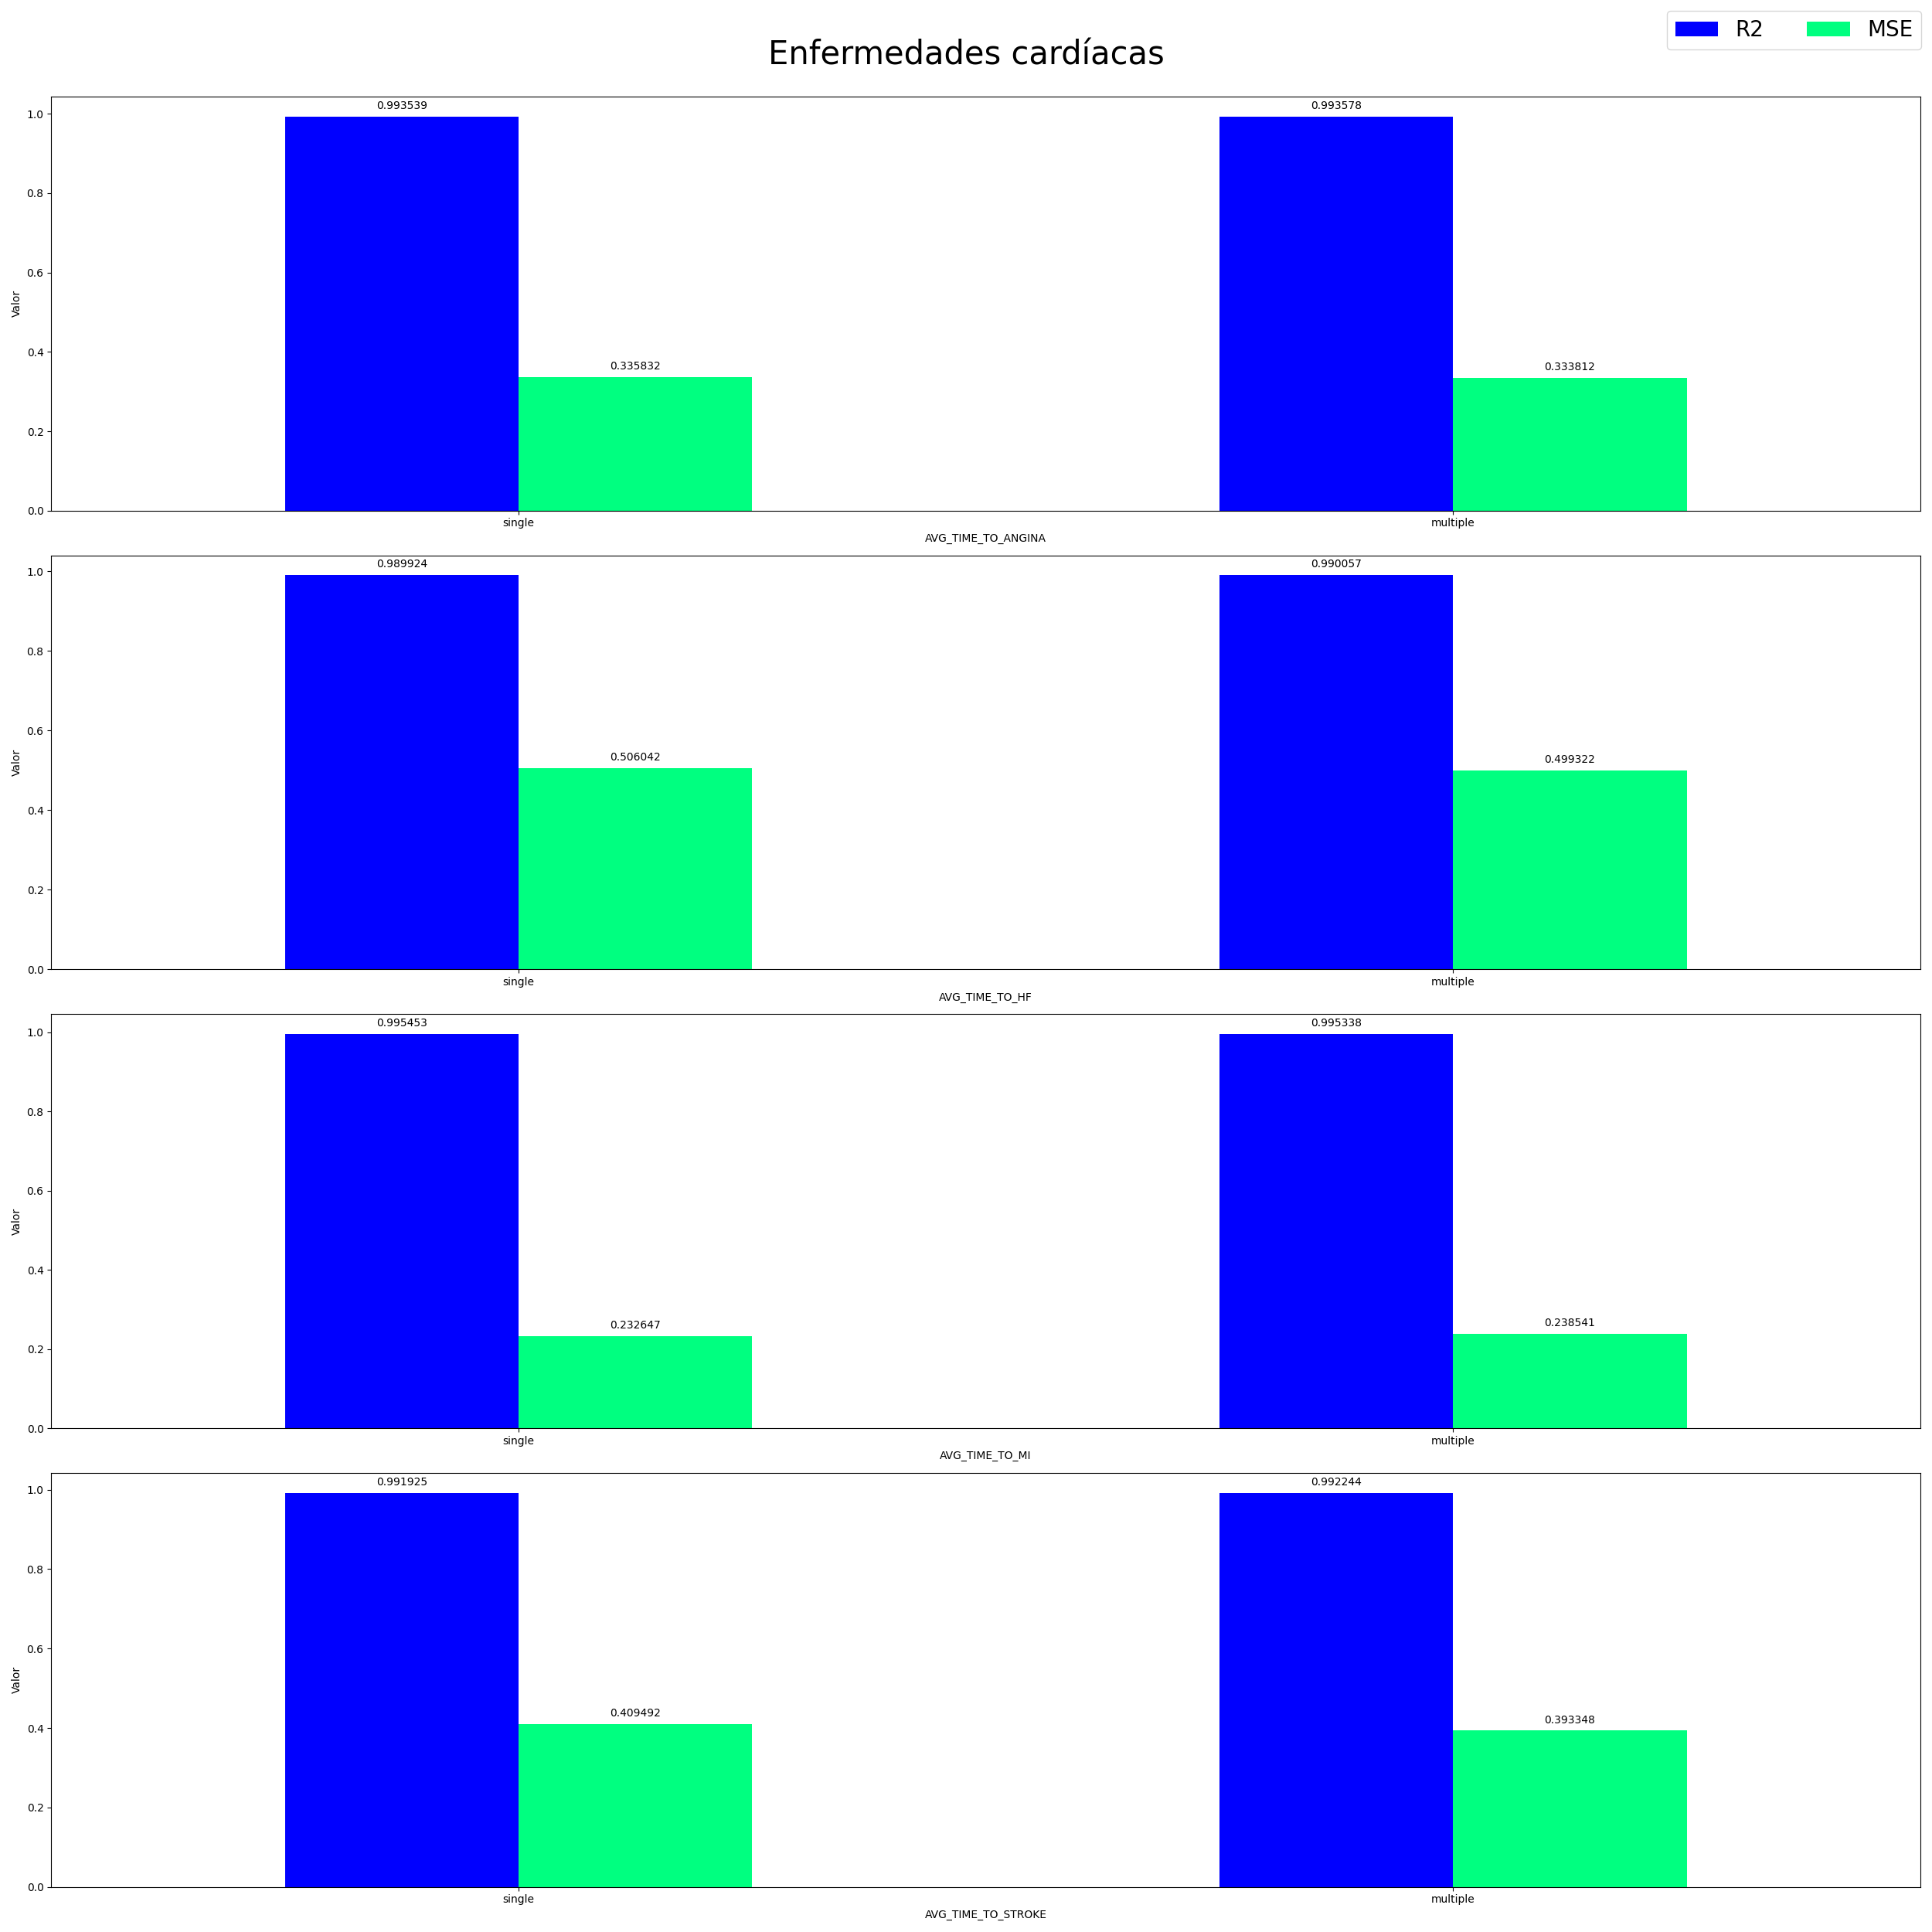 R2 MSE
Enfermedades cardíacas
0.993539 0.993578
1.0
0.8
0.6
Valor
0.4
0.335832 0.333812
0.2
0.0
single multiple
AVG_TIME_TO_ANGINA
0.989924 0.990057
1.0
0.8
0.6
Valor
0.506042 0.499322
0.4
0.2
0.0
single multiple
AVG_TIME_TO_HF
0.995453 0.995338
1.0
0.8
0.6
Valor
0.4
0.232647 0.238541
0.2
0.0
single multiple
AVG_TIME_TO_MI
0.991925 0.992244
1.0
0.8
0.6
Valor
0.409492 0.393348
0.4
0.2
0.0
single multiple
AVG_TIME_TO_STROKE